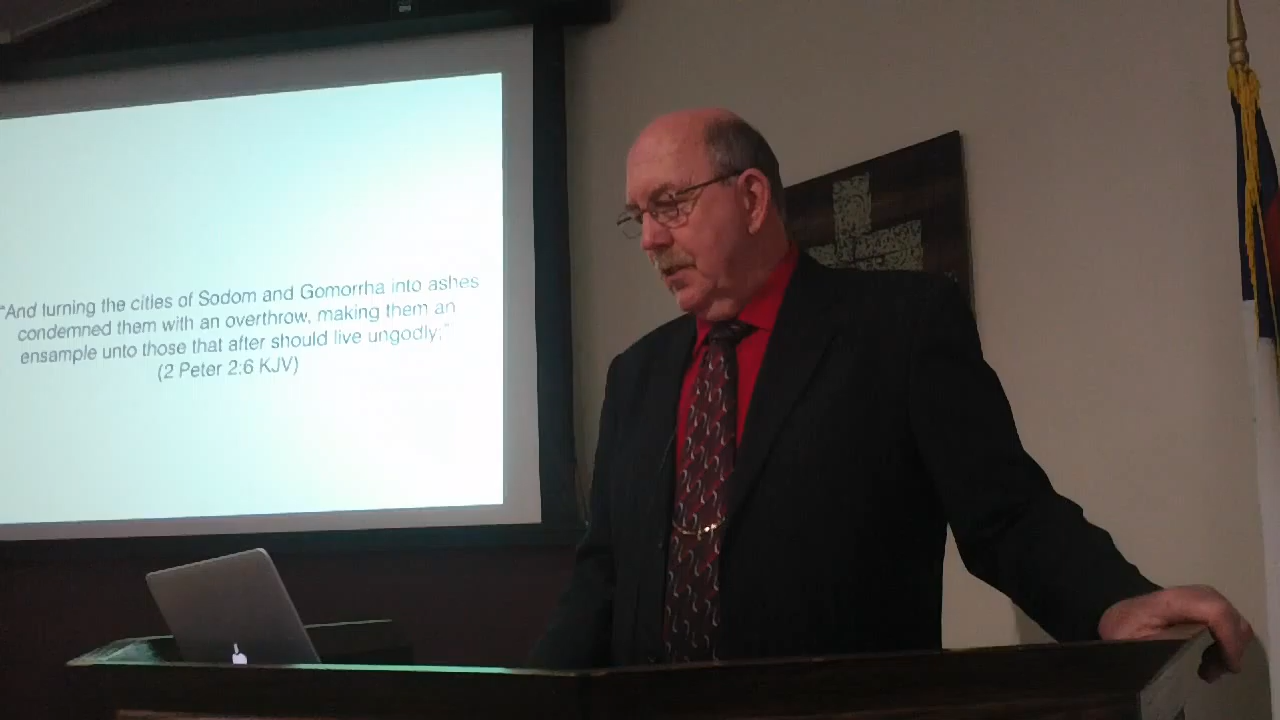 “And turning the cities of Sodom and Gomorrha into ashes
condemned them with an overthrow, making them an
ensample unto those that after should live ungodly;”
(2 Peter 2:6 KJV)